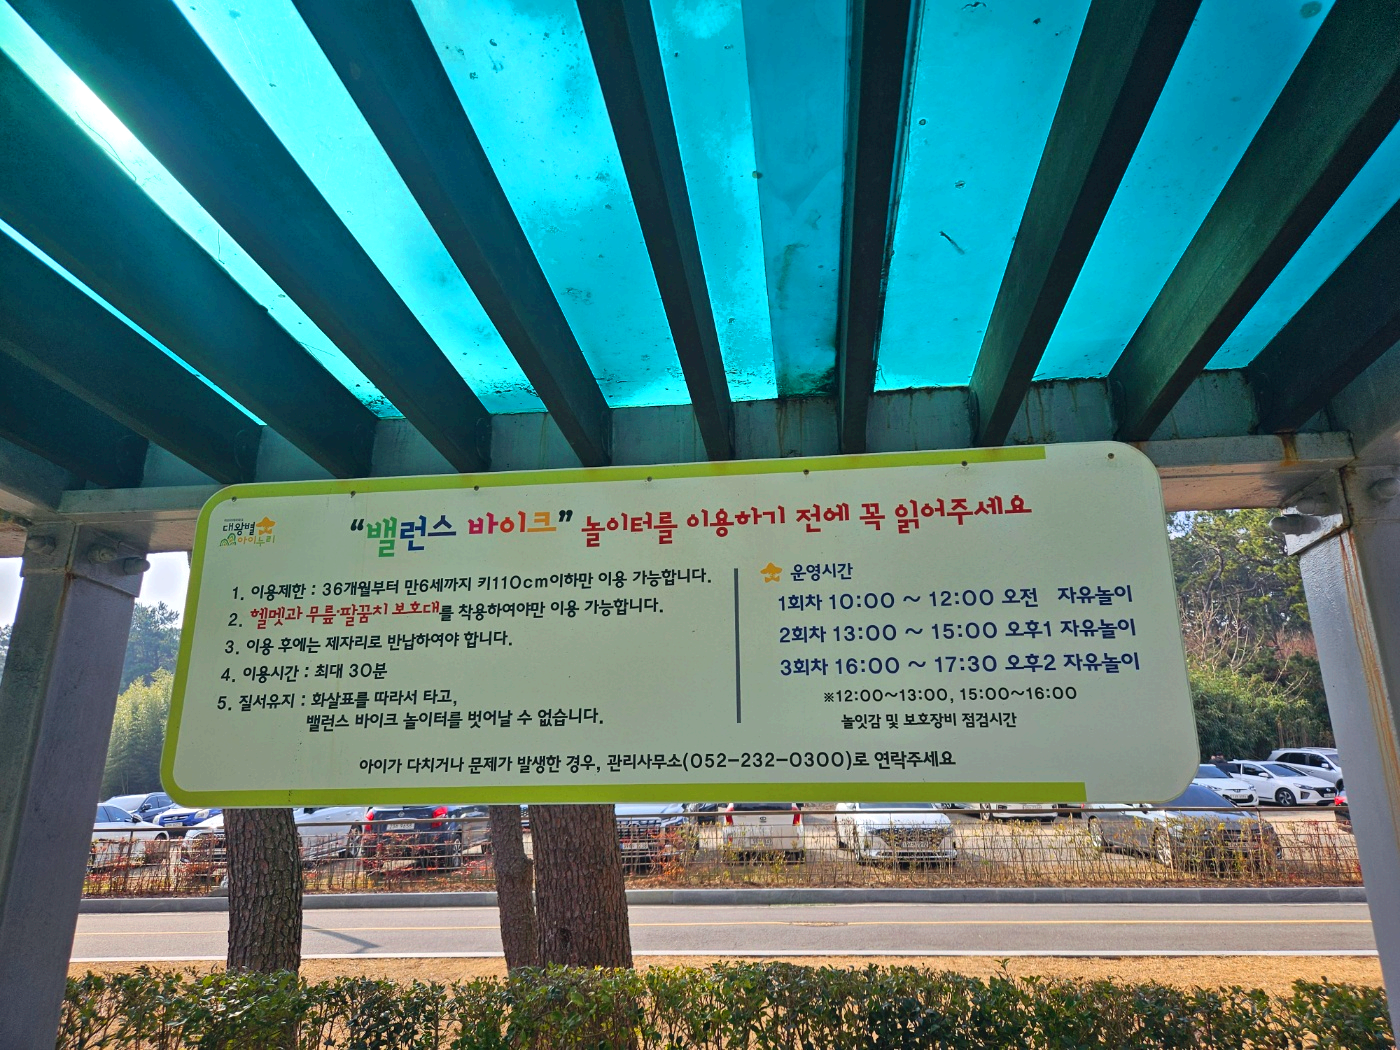 대왕별
아이누리
“밸런스 바이크” 놀이터를 이용하기 전에 꼭 읽어주세요
1. 이용제한 : 36개월부터 만6세까지 키110cm이하만 이용 가능합니다.
2. 헬멧과 무릎·팔꿈치 보호대를 착용하여야만 이용 가능합니다.
3. 이용 후에는 제자리로 반납하여야 합니다.
4. 이용시간 : 최대 30분
5. 질서유지 : 화살표를 따라서 타고,
밸런스 바이크 놀이터를 벗어날 수 없습니다.
운영시간
1회차 10:00 ~ 12:00 오전 자유놀이
2회차 13:00 ~ 15:00 오후1 자유놀이
3회차 16:00 ~ 17:30 오후2 자유놀이
※12:00~13:00, 15:00~16:00
놀잇감 및 보호장비 점검시간
아이가 다치거나 문제가 발생한 경우, 관리사무소(052-232-0300)로 연락주세요